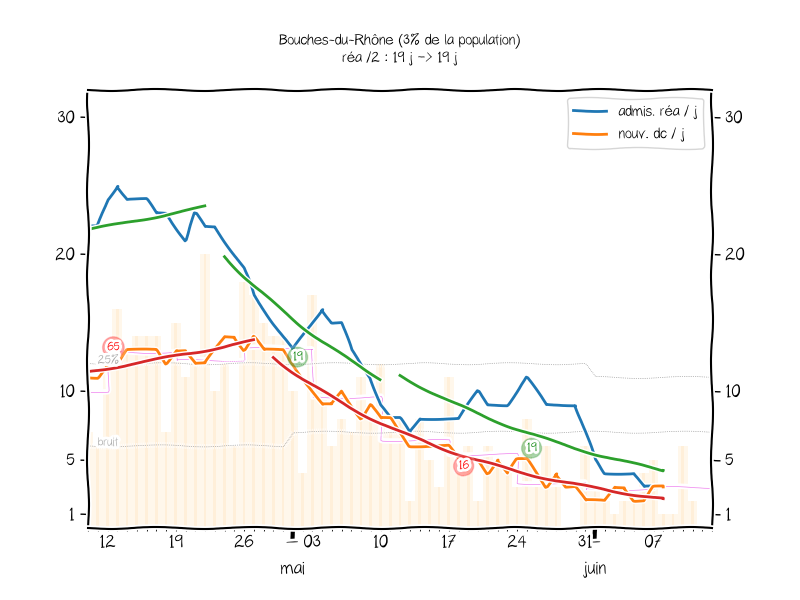 Bouches-du-Rhône (3% de la population)
réa /2 : 19 j -> 19 j
admis. réa / j
nouv. dc / j
30
30
20
20
65
19
25%
10
10
bruit
19
16
5
5
1
1
12 19 26 03 10 17 24 31 07
mai juin